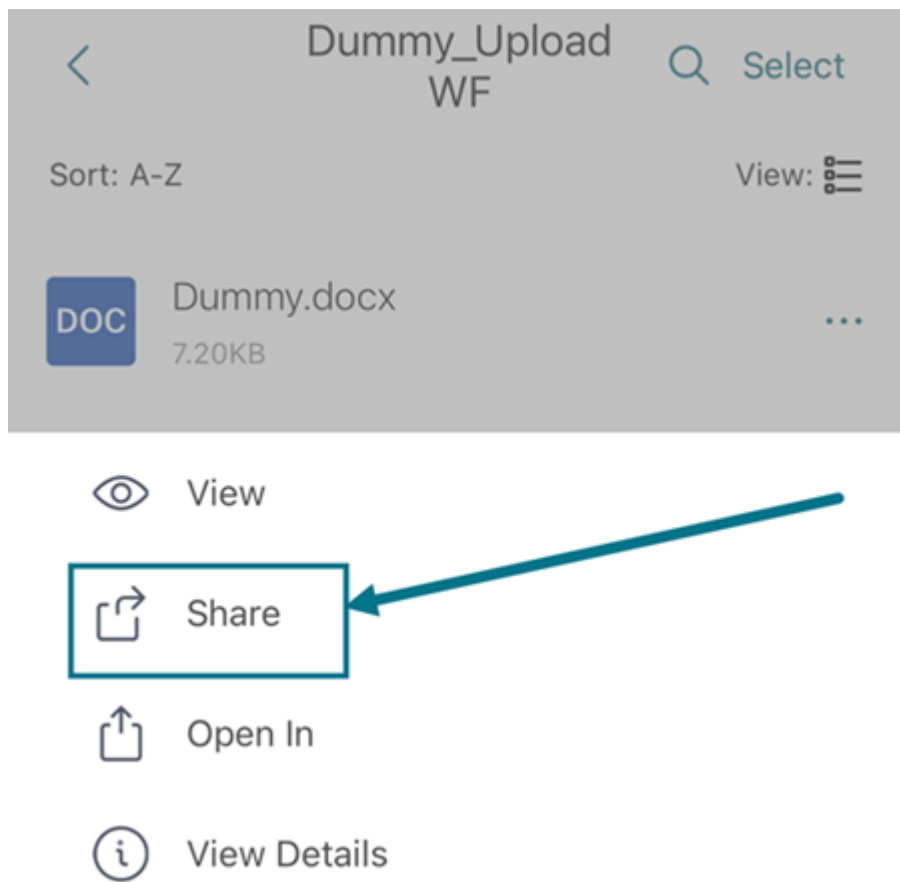 Dummy_Upload
WF
Select
Sort: A-Z
View:
DOC
Dummy.docx
7.20KB
View
Share
Open In
View Details